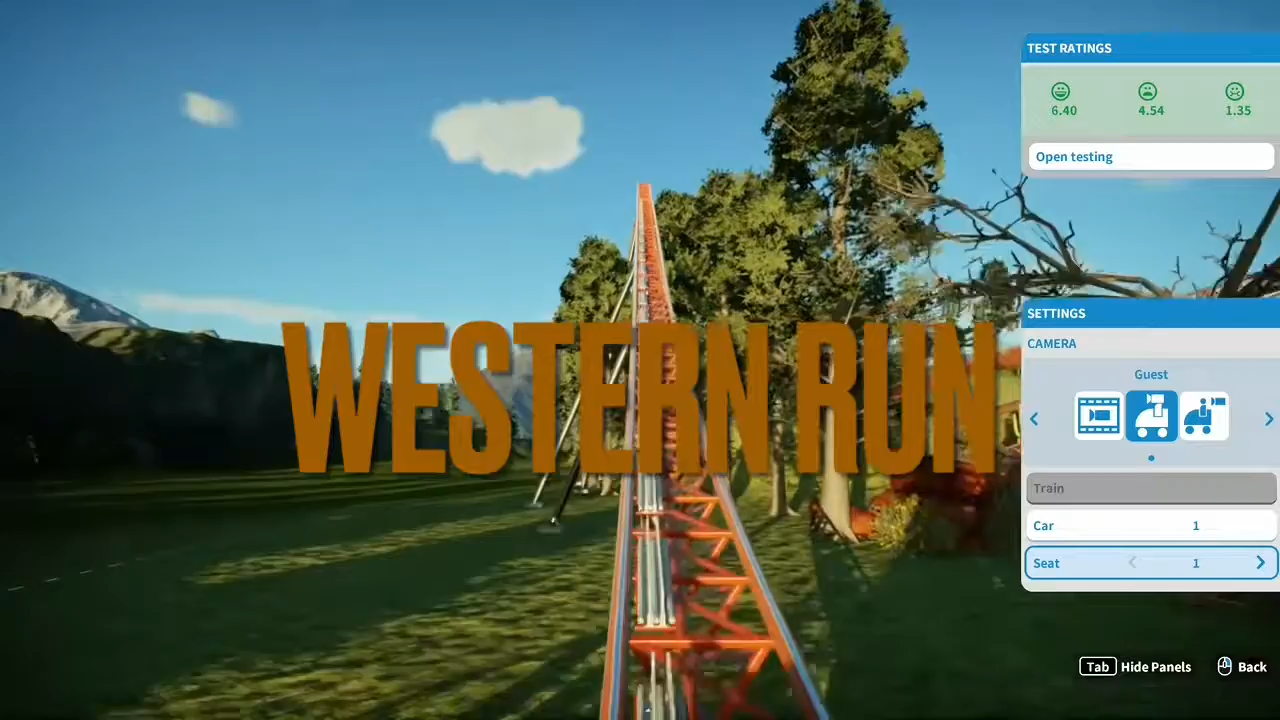 TEST RATINGS
6.40 4.54 1.35
Open testing
WESTERN RUN
SETTINGS
CAMERA
Guest
Train
Car 1
Seat 1
Tab Hide Panels Back